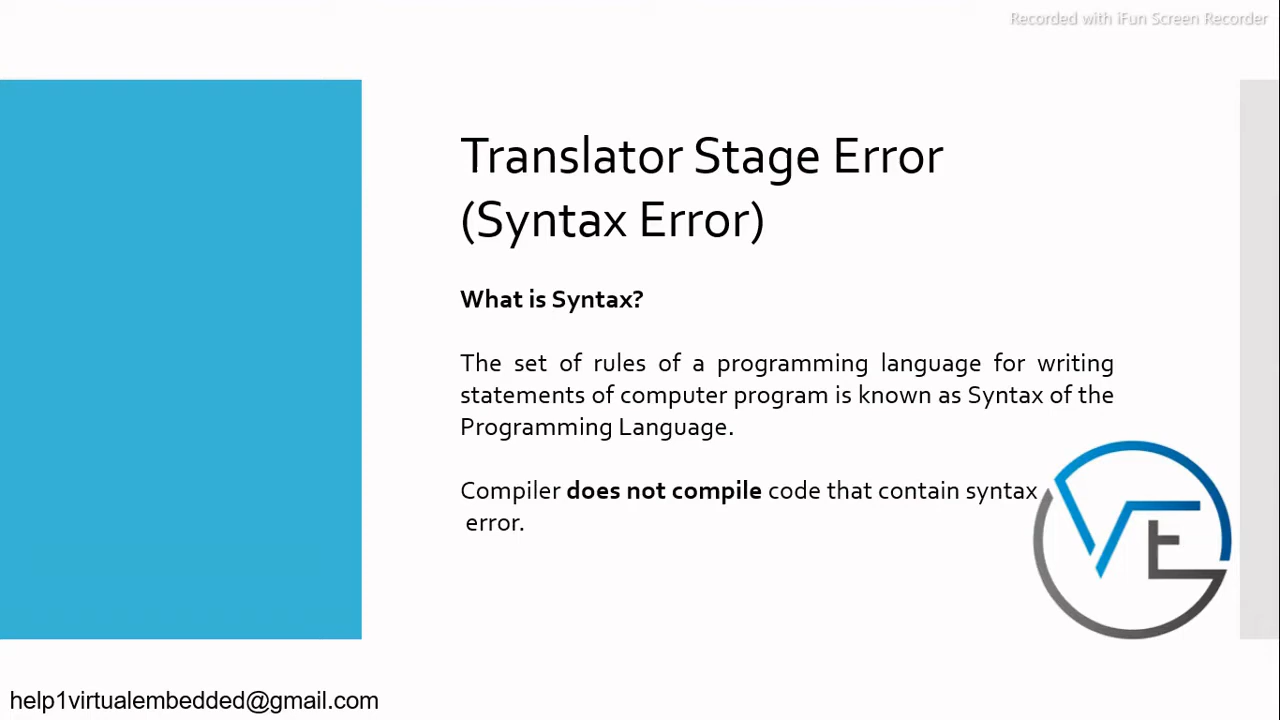 Recorded with iFun Screen Recorder
Translator Stage Error
(Syntax Error)
What is Syntax?
The set of rules of a programming language for writing
statements of computer program is known as Syntax of the
Programming Language.
Compiler does not compile code that contain syntax
error.
VE
help1virtualembedded@gmail.com